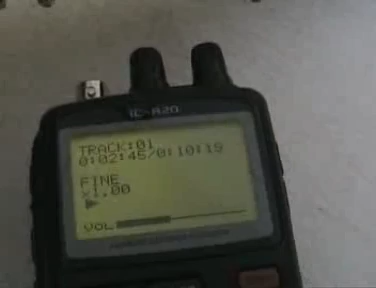 IC-R20
TRACK:01
0:02:45/0:10:19
FINE
x1.00
VOL